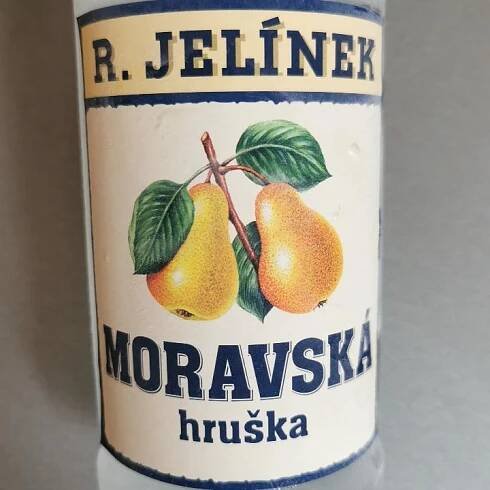 R. JELÍNEK
MORAVSKÁ
hruška